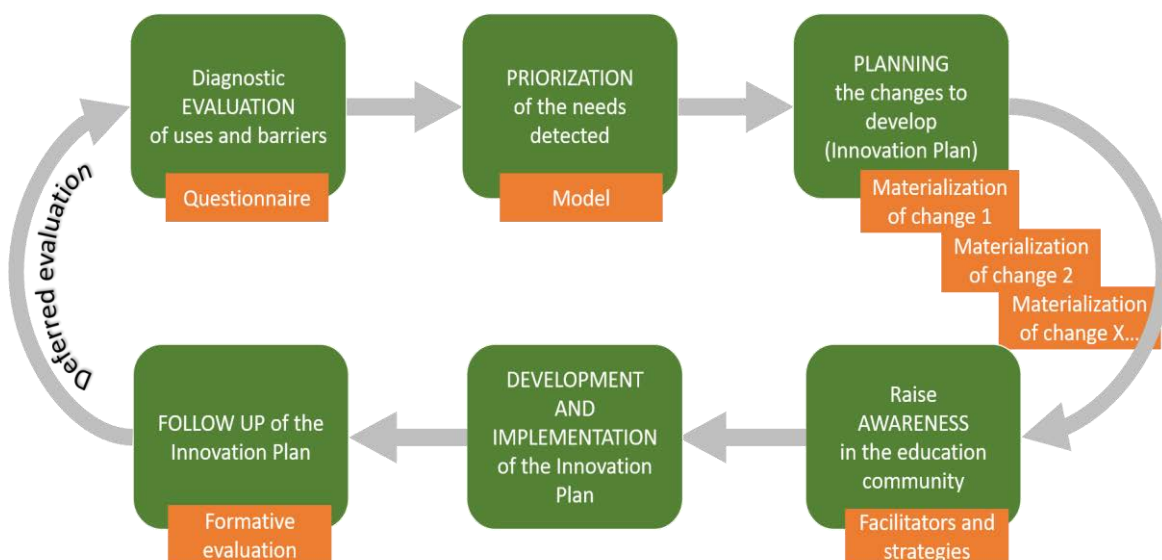 Diagnostic
EVALUATION
of uses and barriers
Questionnaire
PRIORIZATION
of the needs
detected
Model
PLANNING
the changes to
develop
(Innovation Plan)
Materialization
of change 1
Materialization
of change 2
Materialization
of change X...
Raise
AWARENESS
in the education
community
Facilitators and
strategies
DEVELOPMENT
AND
IMPLEMENTATION
of the Innovation
Plan
FOLLOW UP of the
Innovation Plan
Formative
evaluation
Deferred evaluation